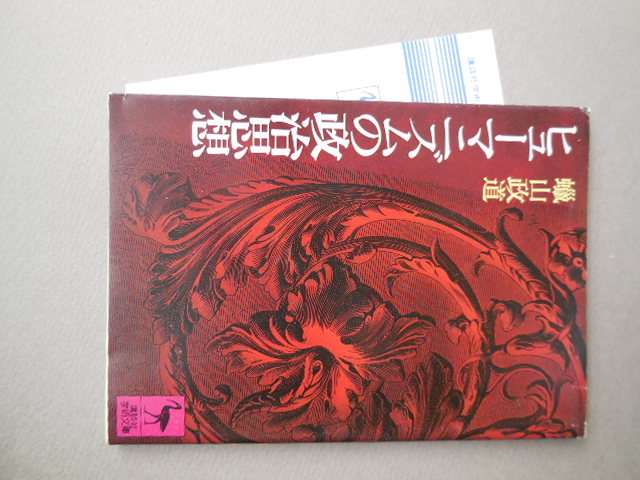 ヒューマニズムの政治思想
蠟山政道
講談社
学術文庫